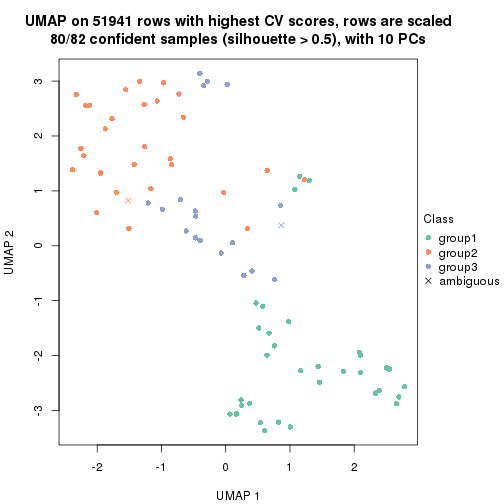 UMAP on 51941 rows with highest CV scores, rows are scaled
80/82 confident samples (silhouette > 0.5), with 10 PCs
3
2
1
0
-1
-2
-3
UMAP 2
-2
-1
0
1
2
UMAP 1
Class
group1
group2
group3
ambiguous